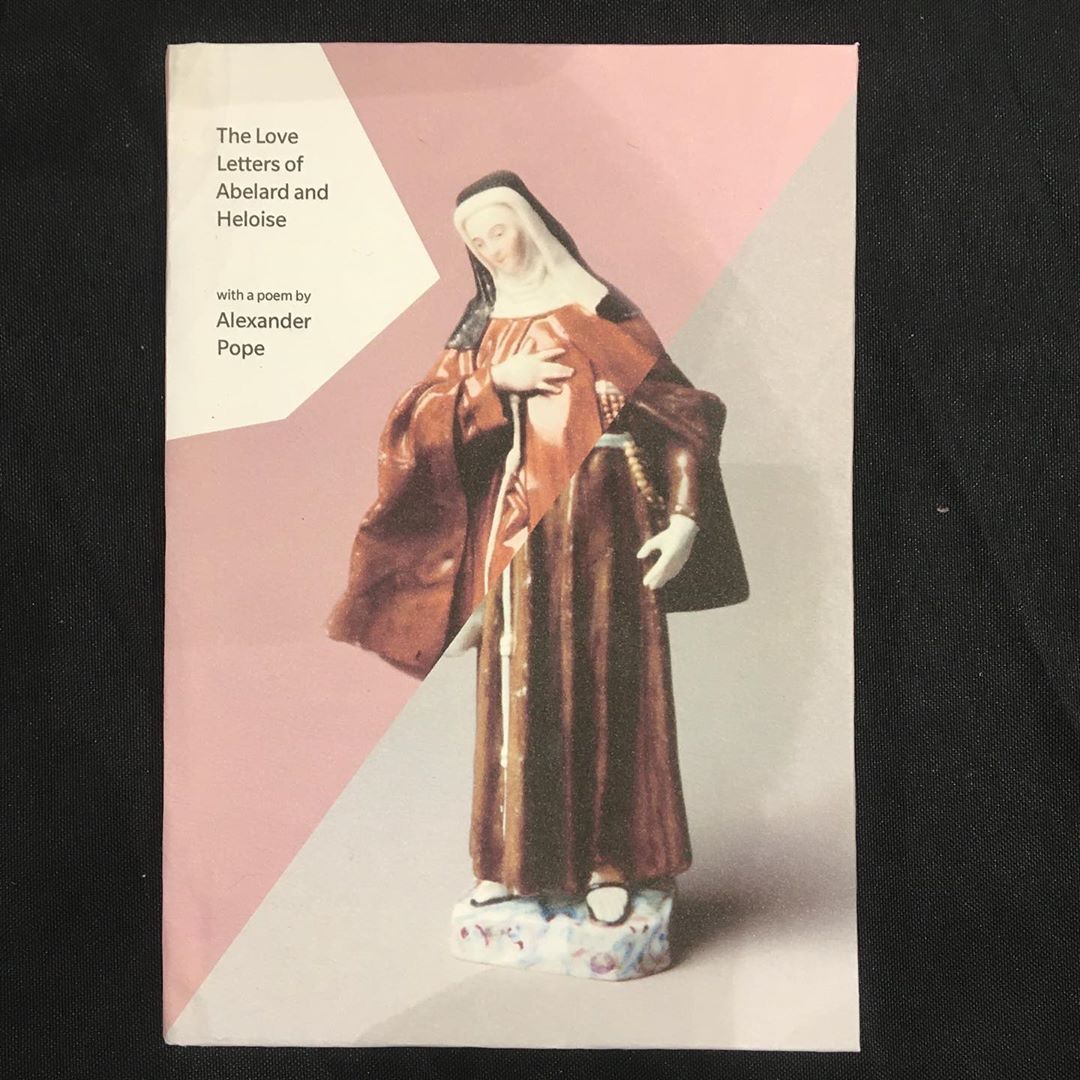 The Love
Letters of
Abelard and
Heloise
with a poem by
Alexander
Pope